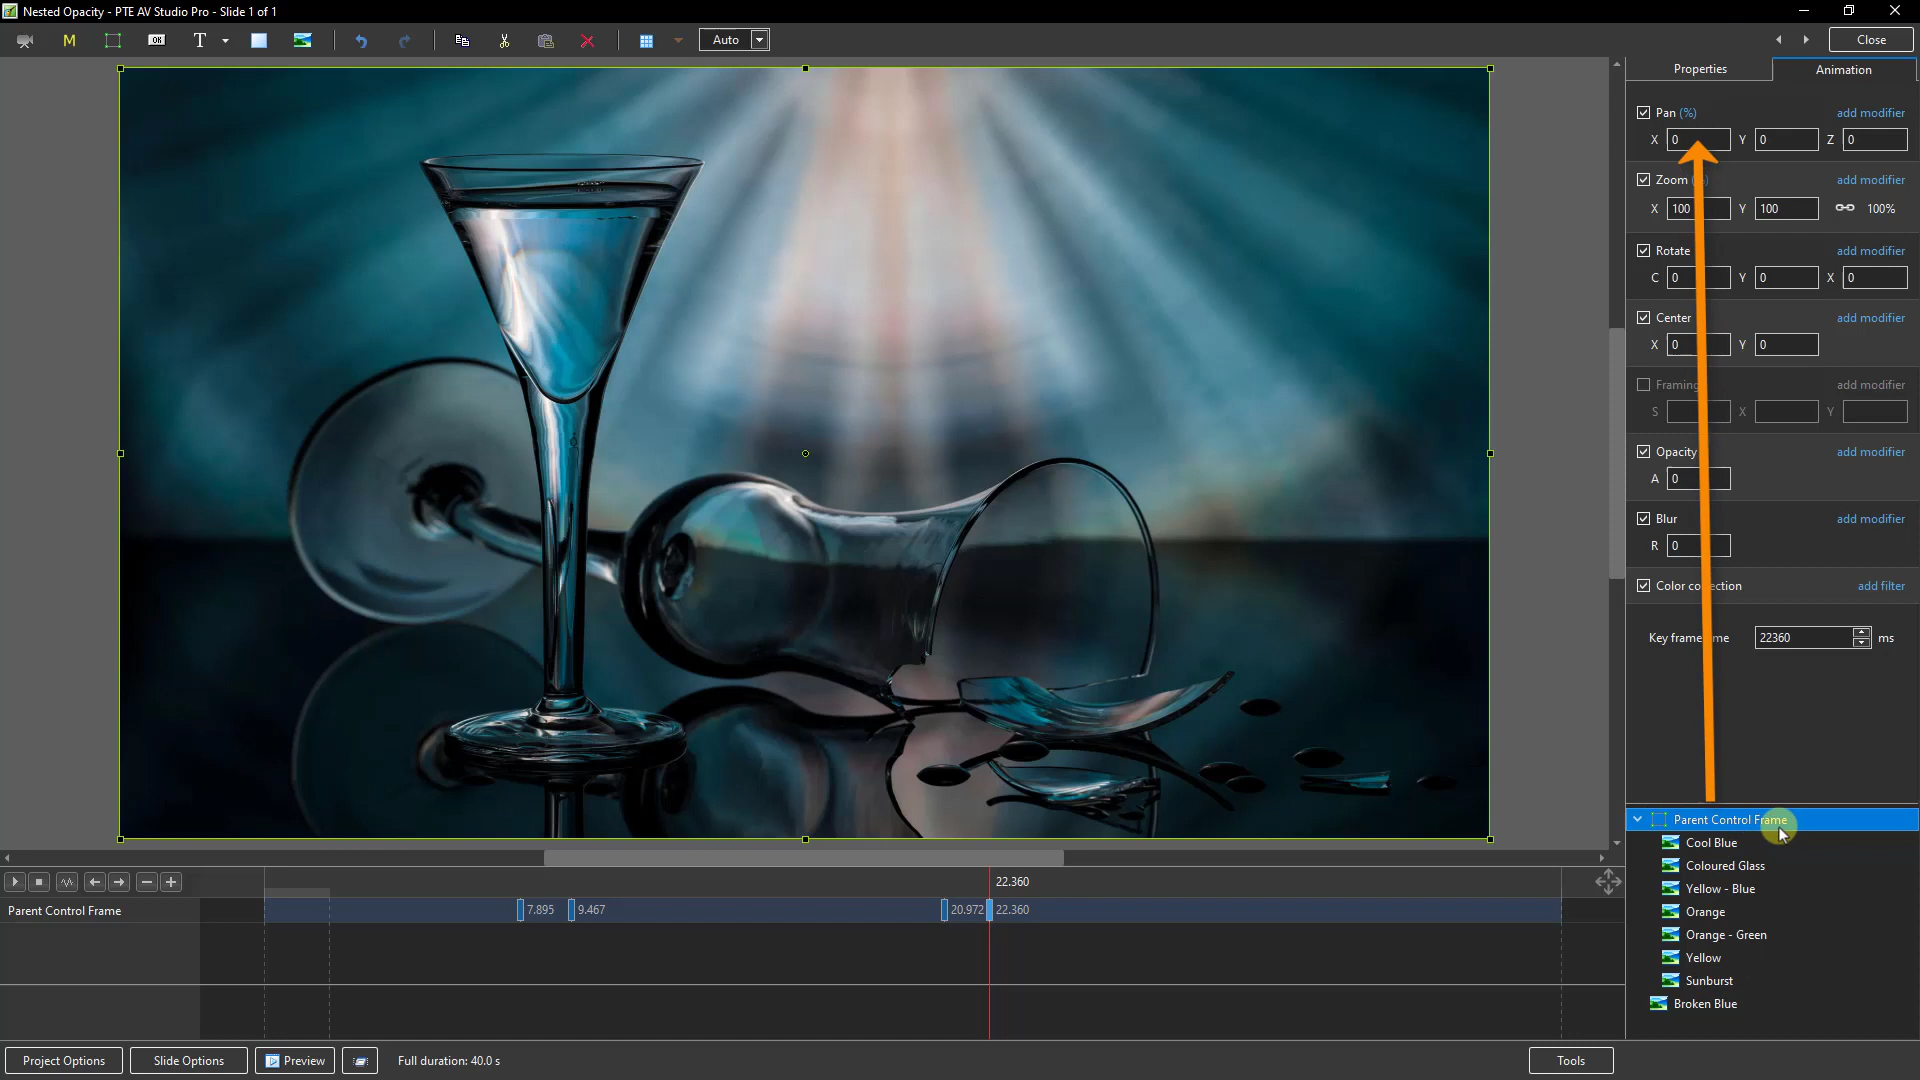 Nested Opacity - PTE AV Studio Pro - Slide 1 of 1
M OK T Auto Close
Properties Animation
Pan (%) add modifier
X 0 Y 0 Z 0
Zoom add modifier
X 100 Y 100 100%
Rotate add modifier
C 0 Y 0 X 0
Center add modifier
X 0 Y 0
Framing add modifier
S X Y
Opacity add modifier
A 0
Blur add modifier
R 0
Color add filter
Key frame 22360 ms
Parent Control Frame
Cool Blue
Coloured Glass
Yellow - Blue
Orange
Orange - Green
Yellow
Sunburst
Broken Blue
22.360
Parent Control Frame 7.895 9.467 20.972 22.360
Project Options Slide Options Preview Full duration: 40.0 s Tools